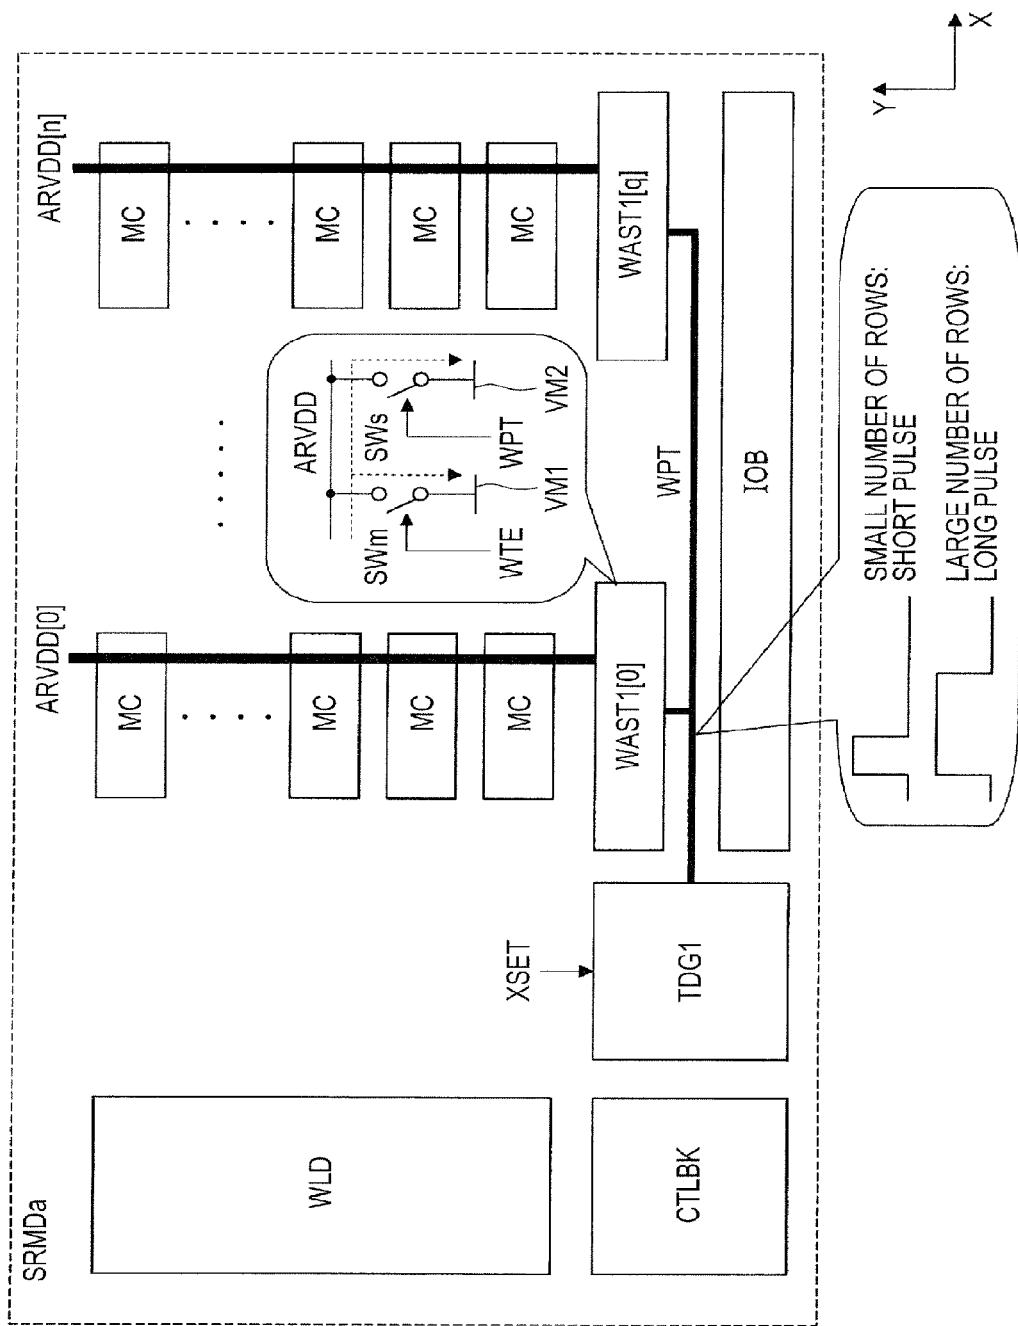 SRMDa
WLD
CTLBK
XSET
TDG1
ARVDD[0]
MC
. . . .
MC
MC
MC
WAST1[0]
. . . . .
ARVDD
SWm
SWs
WTE
WPT
VM1
VM2
ARVDD[n]
MC
. . . .
MC
MC
MC
WAST1[q]
WPT
IOB
SMALL NUMBER OF ROWS:
SHORT PULSE
LARGE NUMBER OF ROWS:
LONG PULSE
Y
X